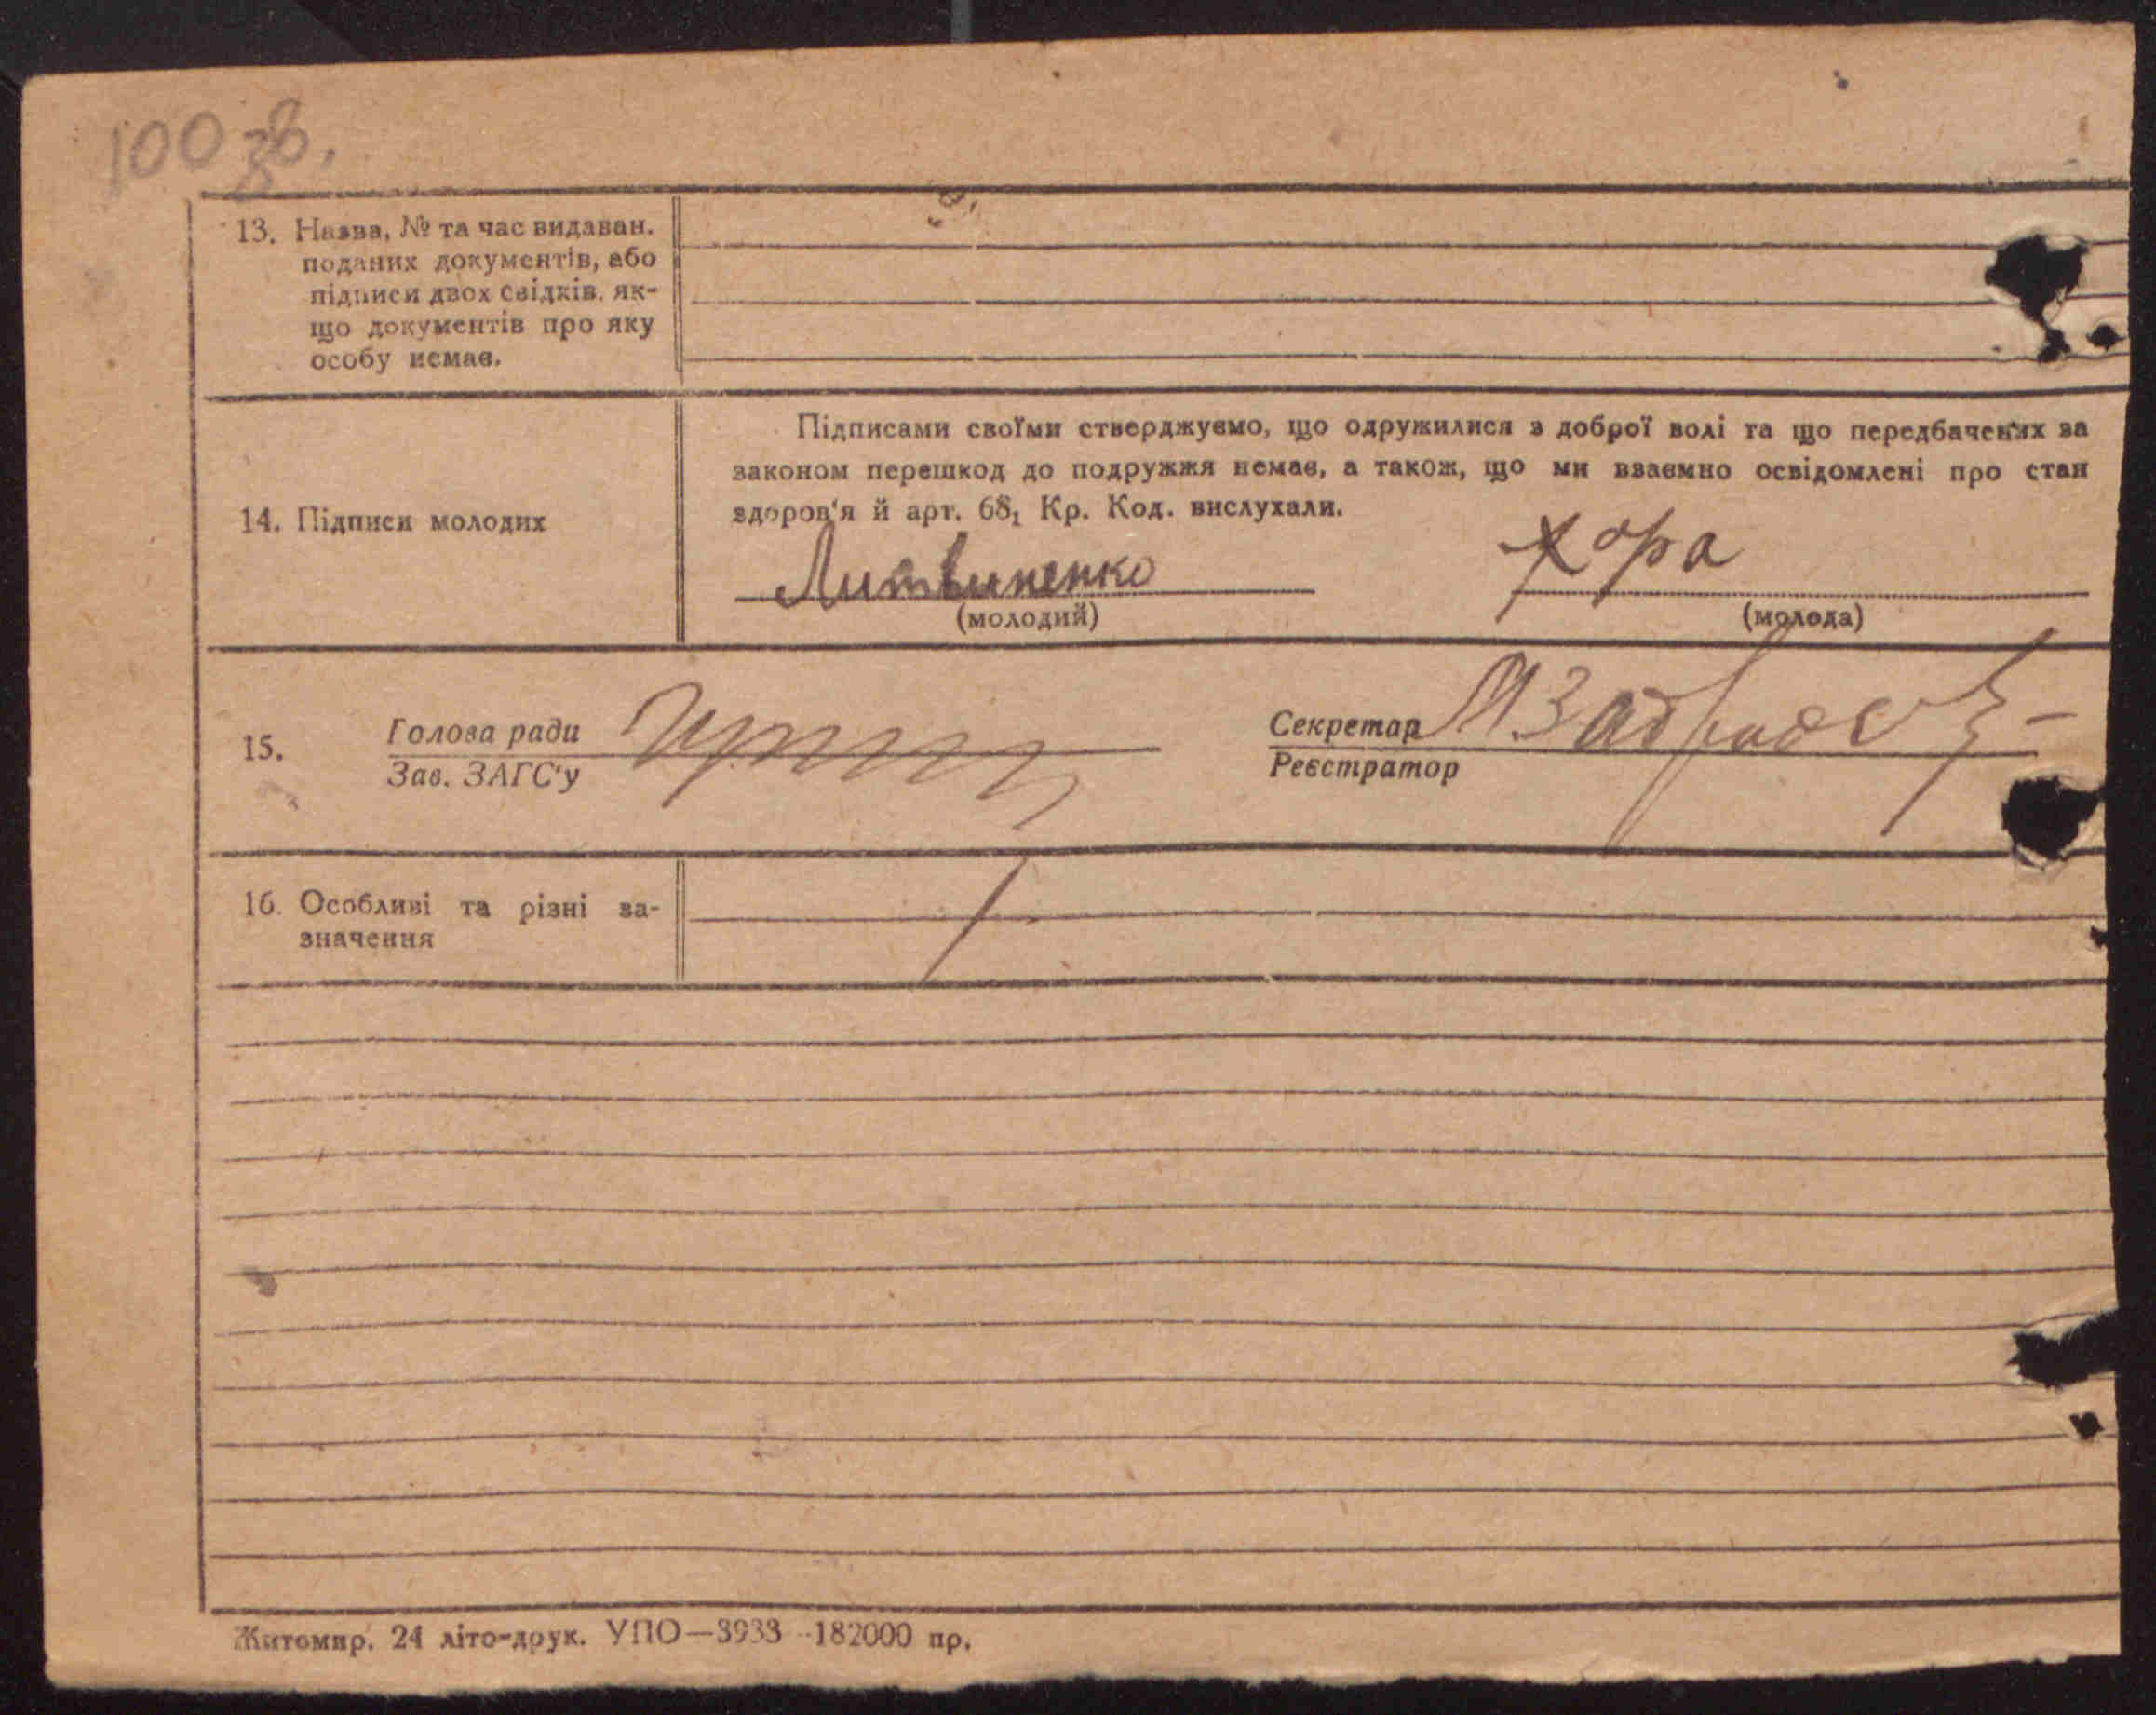 100 зв.
13. Назва, № та час видаван.
поданих документів, або
підписи двох свідків, як-
що документів про яку
особу немає.
14. Підписи молодих
Підписами своїми стверджуємо, що одружилися з доброї волі та що передбачених за
законом перешкод до подружжя немає, а також, що ми взаємно освідомлені про стан
здоров'я й арт. 68₁ Кр. Код. вислухали.
Литвиненко
Хора
(молодий)
(молода)
15.
Голова ради
Зав. ЗАГС'у
Секретар
Реєстратор
16. Особливі та різні за-
значення
Житомир. 24 літо-друк. УПО—3933—182000 пр.